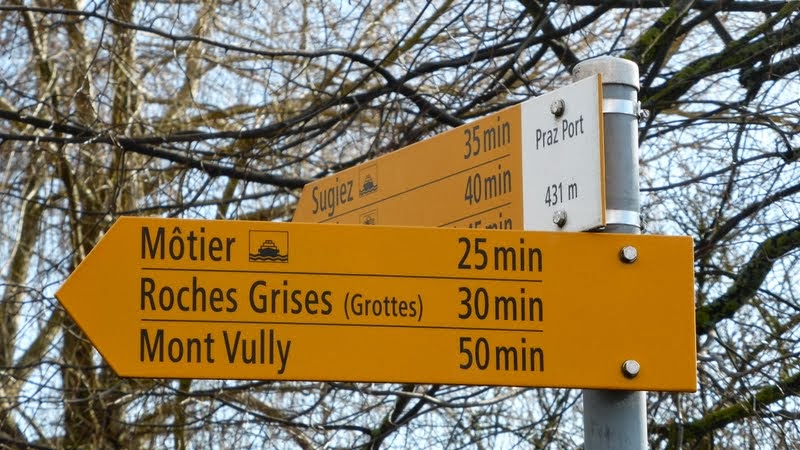 Praz Port
431 m
Sugiez 35 min
40 min
Môtier 25 min
Roches Grises (Grottes) 30 min
Mont Vully 50 min